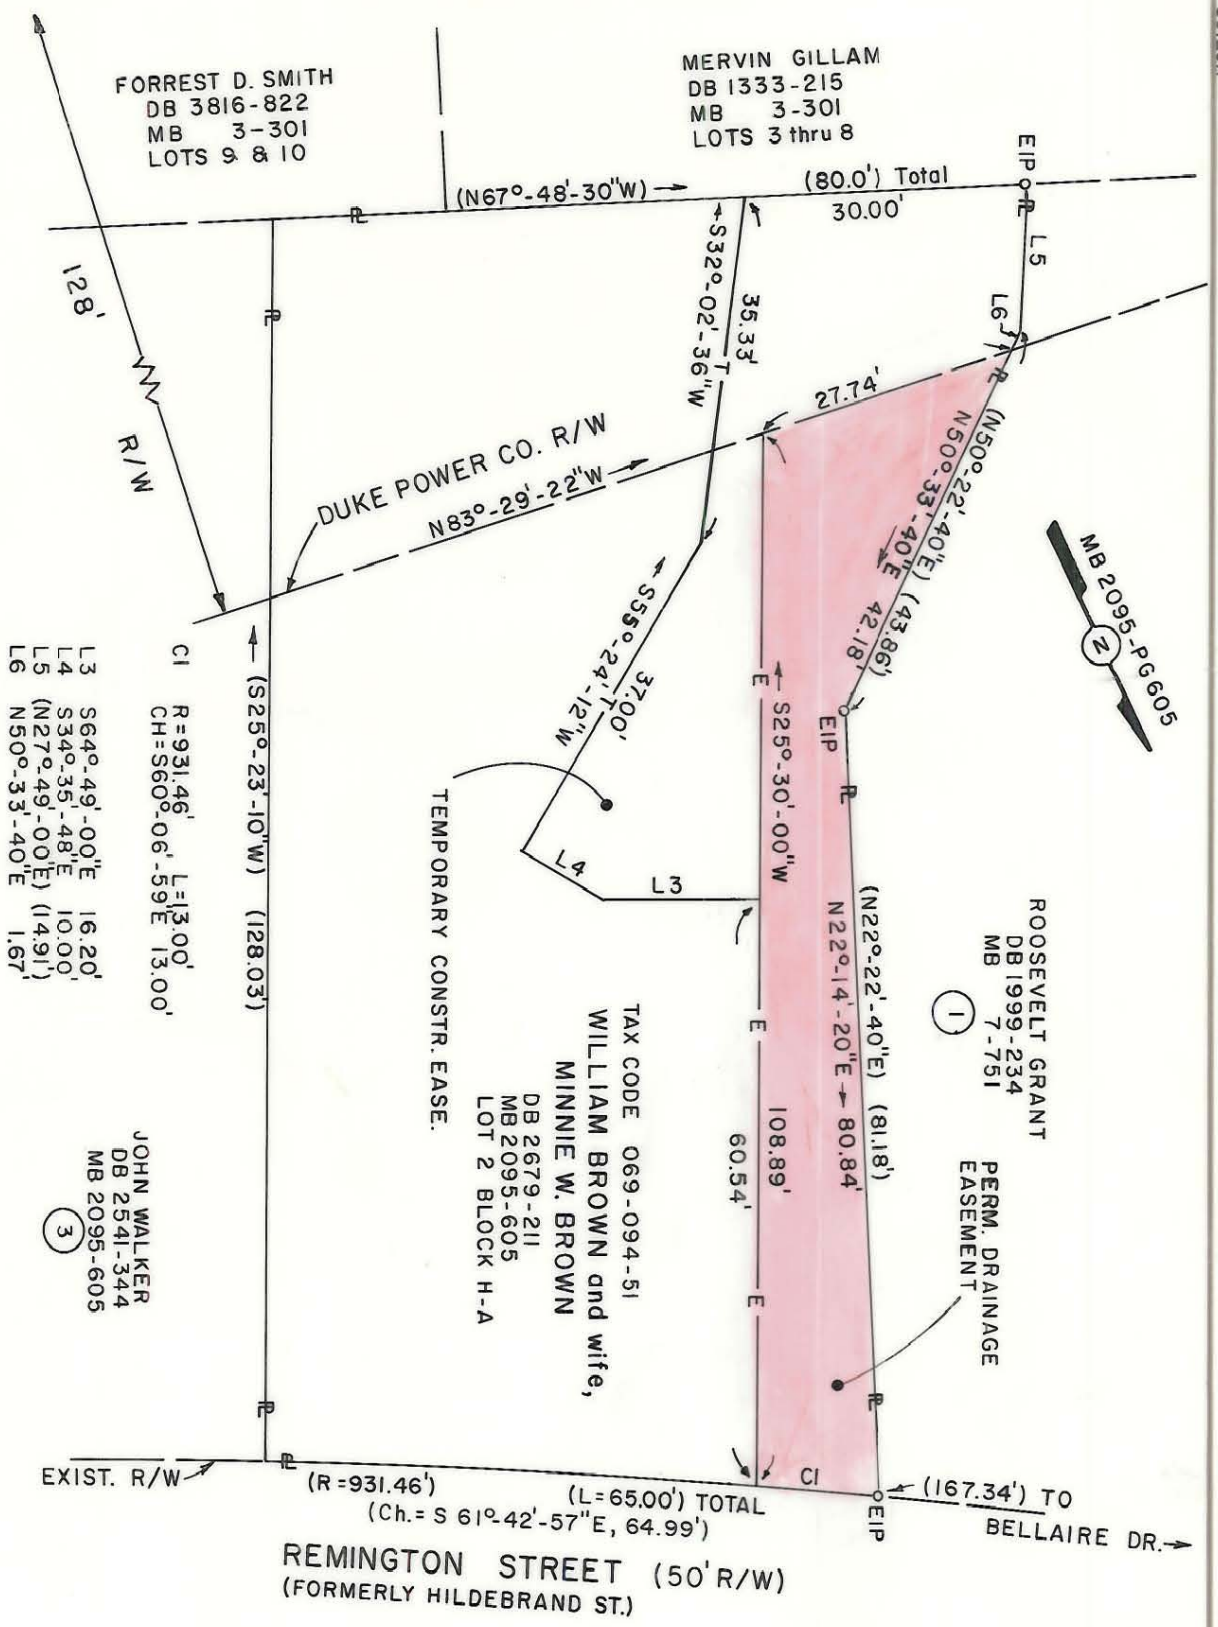 FORREST D. SMITH
DB 3816-822
MB 3-301
LOTS 9 & 10
MERVIN GILLAM
DB 1333-215
MB 3-301
LOTS 3 thru 8
EIP
(N67°-48'-30"W)
(80.0') Total
30.00'
L5
L6
128'
R/W
S32°-02'-36"W
35.33'
T
27.74'
DUKE POWER CO. R/W
N83°-29'-22"W
(N50°-22'-40"E) (43.86')
N50°-33'-40"E 42.18'
MB 2095-PG 605
N
S55°-24'-12"W
37.00'
T
EIP
E
S25°-30'-00"W
TEMPORARY CONSTR. EASE.
L4
L3
(S25°-23'-10"W) (128.03')
C1 R=931.46' L=13.00'
CH=S60°-06'-59"E 13.00'
L3 S64°-49'-00"E 16.20'
L4 S34°-35'-48"E 10.00'
L5 (N27°-49'-00"E) (14.91')
L6 N50°-33'-40"E 1.67'
(N22°-22'-40"E) (81.18')
N22°-14'-20"E 80.84'
ROOSEVELT GRANT
DB 1999-234
MB 7-751
1
E
108.89'
60.54'
E
PERM. DRAINAGE
EASEMENT
TAX CODE 069-094-51
WILLIAM BROWN and wife,
MINNIE W. BROWN
DB 2679-211
MB 2095-605
LOT 2 BLOCK H-A
JOHN WALKER
DB 2541-344
MB 2095-605
3
EXIST. R/W
(R=931.46')
(L=65.00') TOTAL
(Ch.= S 61°-42'-57"E, 64.99')
C1
EIP
(167.34') TO
BELLAIRE DR.
REMINGTON STREET (50' R/W)
(FORMERLY HILDEBRAND ST.)